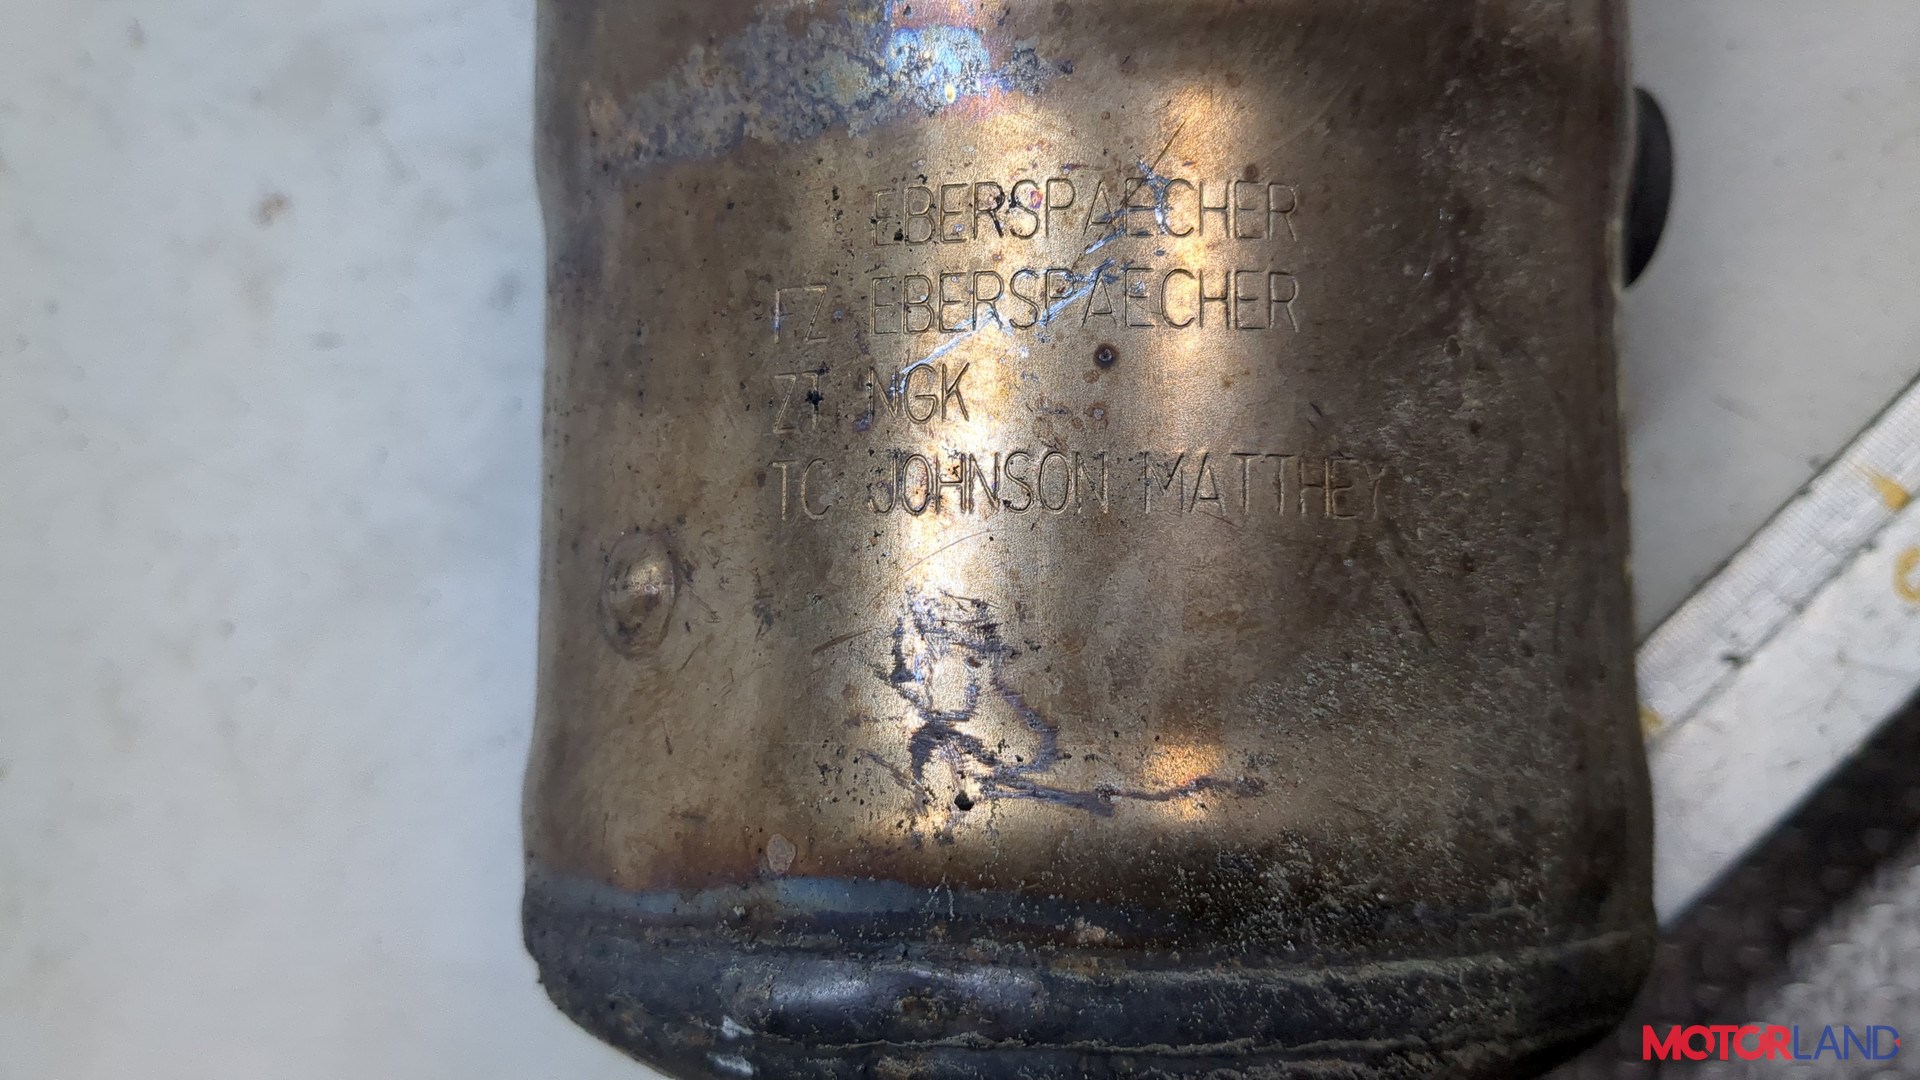 EBERSPAECHER
FZ EBERSPAECHER
ZT NGK
TC JOHNSON MATTHEY
MOTORLAND